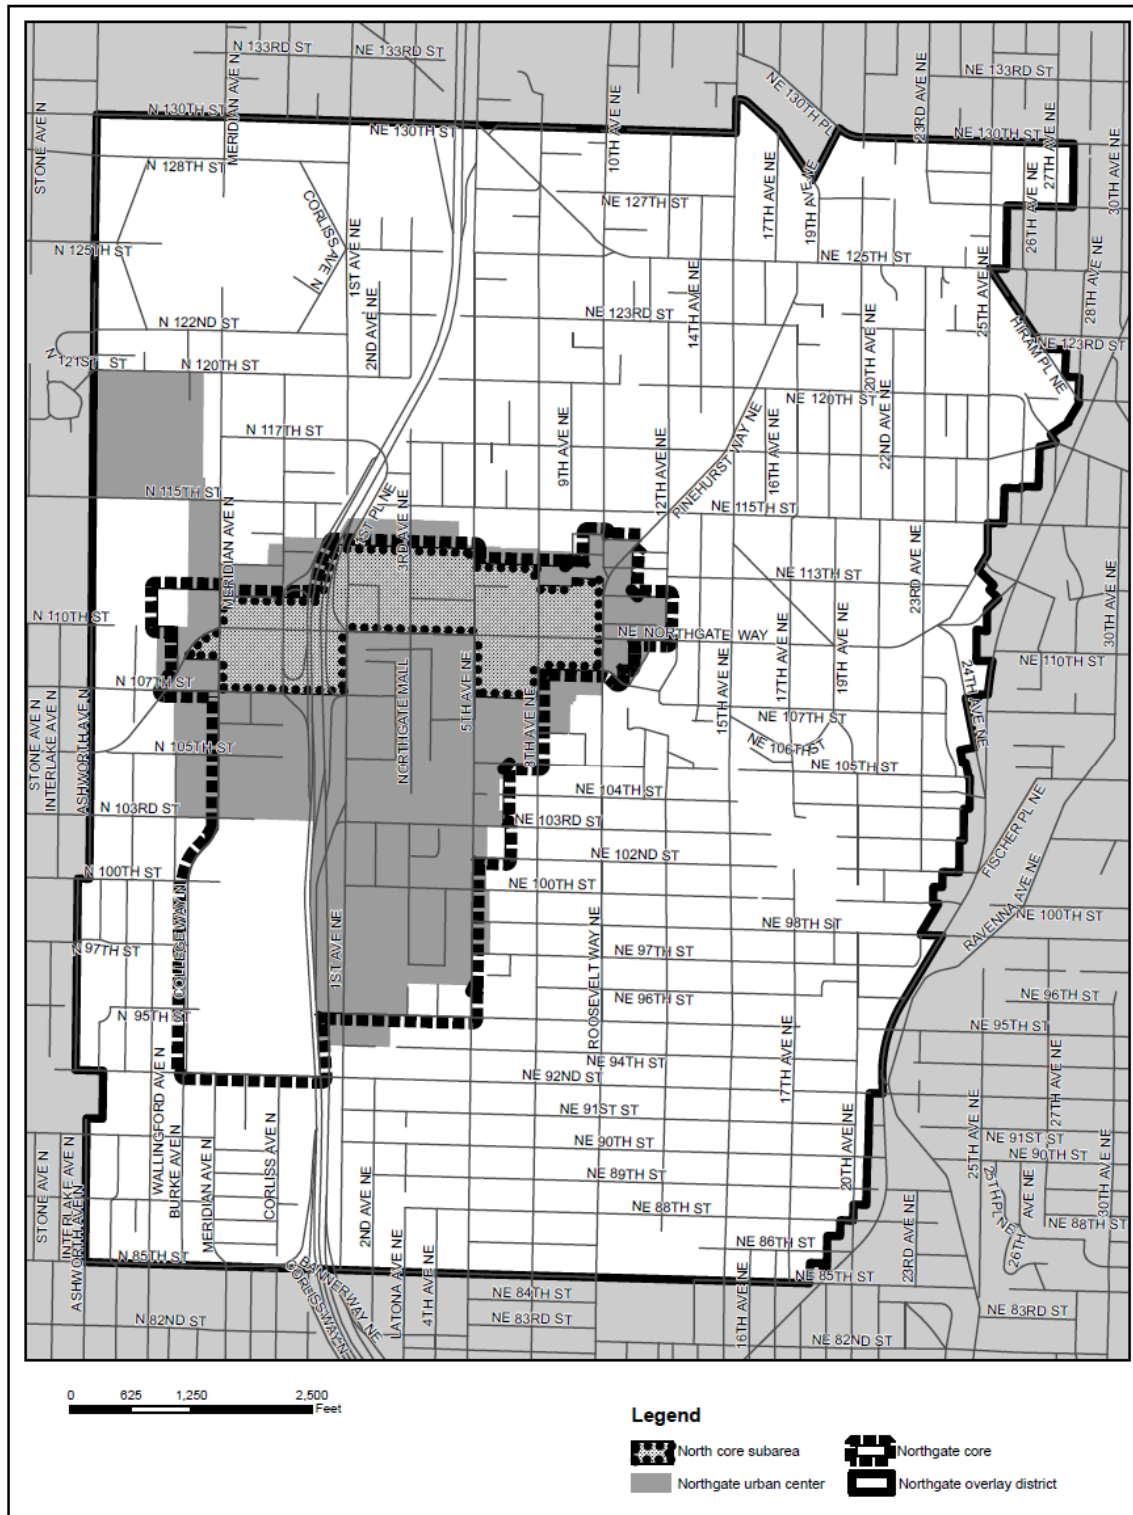 N 133RD ST
NE 133RD ST
NE 133RD ST
MERIDIAN AVE N
10TH AVE NE
NE 130TH PL
23RD AVE NE
27TH AVE NE
30TH AVE NE
STONE AVE N
N 130TH ST
NE 130TH ST
NE 130TH ST
N 128TH ST
CORLISS AVE N
1ST AVE NE
NE 127TH ST
17TH AVE NE
19TH AVE NE
26TH AVE NE
N 125TH ST
NE 125TH ST
25TH AVE NE
28TH AVE NE
2ND AVE NE
14TH AVE NE
20TH AVE NE
HIRAM PL NE
N 122ND ST
NE 123RD ST
NE 123RD ST
N 121ST ST
N 120TH ST
NE 120TH ST
9TH AVE NE
12TH AVE NE
PINEHURST WAY NE
16TH AVE NE
22ND AVE NE
N 117TH ST
N 115TH ST
1ST PL NE
3RD AVE NE
NE 115TH ST
MERIDIAN AVE N
NE 113TH ST
23RD AVE NE
30TH AVE NE
N 110TH ST
NE NORTHGATE WAY
NE 110TH ST
N 107TH ST
NORTHGATE MALL
5TH AVE NE
8TH AVE NE
15TH AVE NE
17TH AVE NE
19TH AVE NE
24TH AVE NE
NE 107TH ST
STONE AVE N
INTERLAKE AVE N
ASHWORTH AVE N
N 105TH ST
NE 106TH ST
NE 105TH ST
NE 104TH ST
N 103RD ST
NE 103RD ST
FISCHER PL NE
NE 102ND ST
N 100TH ST
NE 100TH ST
RAVENNA AVE NE
NE 100TH ST
COLLEGE WAY N
1ST AVE NE
ROOSEVELT WAY NE
NE 98TH ST
N 97TH ST
NE 97TH ST
NE 96TH ST
NE 96TH ST
N 95TH ST
NE 95TH ST
17TH AVE NE
NE 94TH ST
NE 92ND ST
27TH AVE NE
WALLINGFORD AVE N
BURKE AVE N
MERIDIAN AVE N
CORLISS AVE N
NE 91ST ST
NE 91ST ST
NE 90TH ST
NE 90TH ST
20TH AVE NE
25TH AVE NE
25TH PL NE
26TH AVE NE
30TH AVE NE
NE 89TH ST
NE 88TH ST
NE 88TH ST
STONE AVE N
INTERLAKE AVE N
ASHWORTH AVE N
2ND AVE NE
LATONA AVE NE
4TH AVE NE
23RD AVE NE
N 85TH ST
NE 86TH ST
NE 85TH ST
BANNER WAY NE
CORLISS WAY N
16TH AVE NE
NE 84TH ST
NE 83RD ST
NE 83RD ST
N 82ND ST
NE 82ND ST
0 625 1,250 2,500
Feet
Legend
North core subarea
Northgate core
Northgate urban center
Northgate overlay district